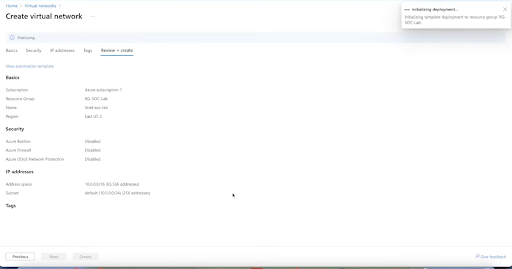 Home > Virtual networks >
Create virtual network ...
Initializing deployment...
Initializing template deployment to resource group 'RG-
SOC-Lab'.
Deploying...
Basics Security IP addresses Tags Review + create
View automation template
Basics
Subscription Azure subscription 1
Resource Group RG-SOC-Lab
Name Vnet-soc-lab
Region East US 2
Security
Azure Bastion Disabled
Azure Firewall Disabled
Azure DDoS Network Protection Disabled
IP addresses
Address space 10.0.0.0/16 (65,536 addresses)
Subnet default (10.0.0.0/24) (256 addresses)
Tags
Previous Next Create
Give feedback